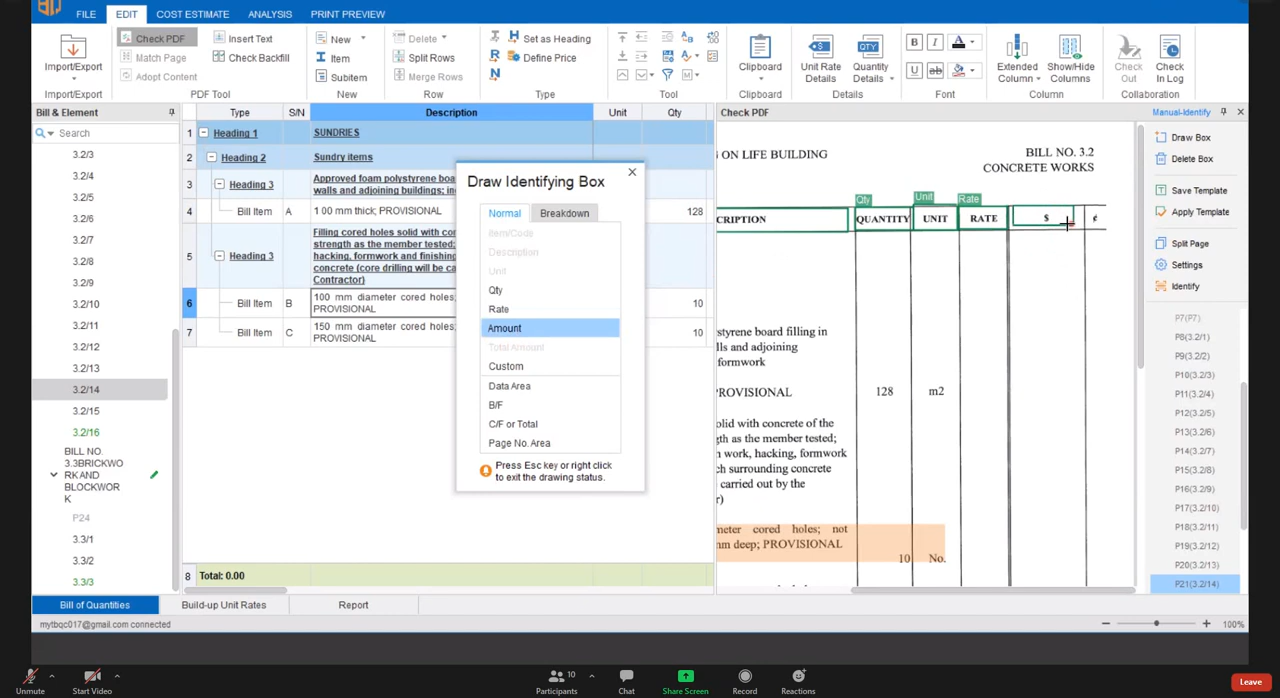 FILE
EDIT
COST ESTIMATE
ANALYSIS
PRINT PREVIEW
Import/Export
Import/Export
Check PDF
Match Page
Adopt Content
Insert Text
Check Backfill
PDF Tool
New
Item
Subitem
New
Delete
Split Rows
Merge Rows
Row
Set as Heading
Define Price
Type
Tool
Clipboard
Clipboard
Unit Rate
Details
Quantity
Details
Details
B I A
U ab
Font
Extended
Column
Show/Hide
Columns
Column
Check
Out
Check
In Log
Collaboration
Bill & Element
Search
3.2/3
3.2/4
3.2/5
3.2/6
3.2/7
3.2/8
3.2/9
3.2/10
3.2/11
3.2/12
3.2/13
3.2/14
3.2/15
3.2/16
BILL NO.
3.3BRICKWO
RK AND
BLOCKWOR
K
P24
3.3/1
3.3/2
3.3/3
Type S/N Description Unit Qty
1 Heading 1 SUNDRIES
2 Heading 2 Sundry items
3 Heading 3 Approved foam polystyrene boa
walls and adjoining buildings; in
4 Bill Item A 1 00 mm thick; PROVISIONAL 128
5 Heading 3 Filling cored holes solid with con
strength as the member tested;
hacking, formwork and finishing
concrete (core drilling will be ca
Contractor)
6 Bill Item B 100 mm diameter cored holes;
PROVISIONAL 10
7 Bill Item C 150 mm diameter cored holes;
PROVISIONAL 10
8 Total: 0.00
Draw Identifying Box
Normal
Breakdown
Item/Code
Description
Unit
Qty
Rate
Amount
Total Amount
Custom
Data Area
B/F
C/F or Total
Page No. Area
Press Esc key or right click
to exit the drawing status.
Check PDF
N ON LIFE BUILDING
BILL NO. 3.2
CONCRETE WORKS
Qty Unit Rate
CRIPTION QUANTITY UNIT RATE $ ¢
styrene board filling in
lls and adjoining
formwork
PROVISIONAL 128 m2
olid with concrete of the
gth as the member tested;
n work, hacking, formwork
ch surrounding concrete
carried out by the
r)
meter cored holes; not
mm deep; PROVISIONAL
10 No.
Manual-Identify
Draw Box
Delete Box
Save Template
Apply Template
Split Page
Settings
Identify
P7(P7)
P8(3.2/1)
P9(3.2/2)
P10(3.2/3)
P11(3.2/4)
P12(3.2/5)
P13(3.2/6)
P14(3.2/7)
P15(3.2/8)
P16(3.2/9)
P17(3.2/10)
P18(3.2/11)
P19(3.2/12)
P20(3.2/13)
P21(3.2/14)
Bill of Quantities
Build-up Unit Rates
Report
mytbqc017@gmail.com connected
100%
Unmute
Start Video
10
Participants
Chat
Share Screen
Record
Reactions
Leave